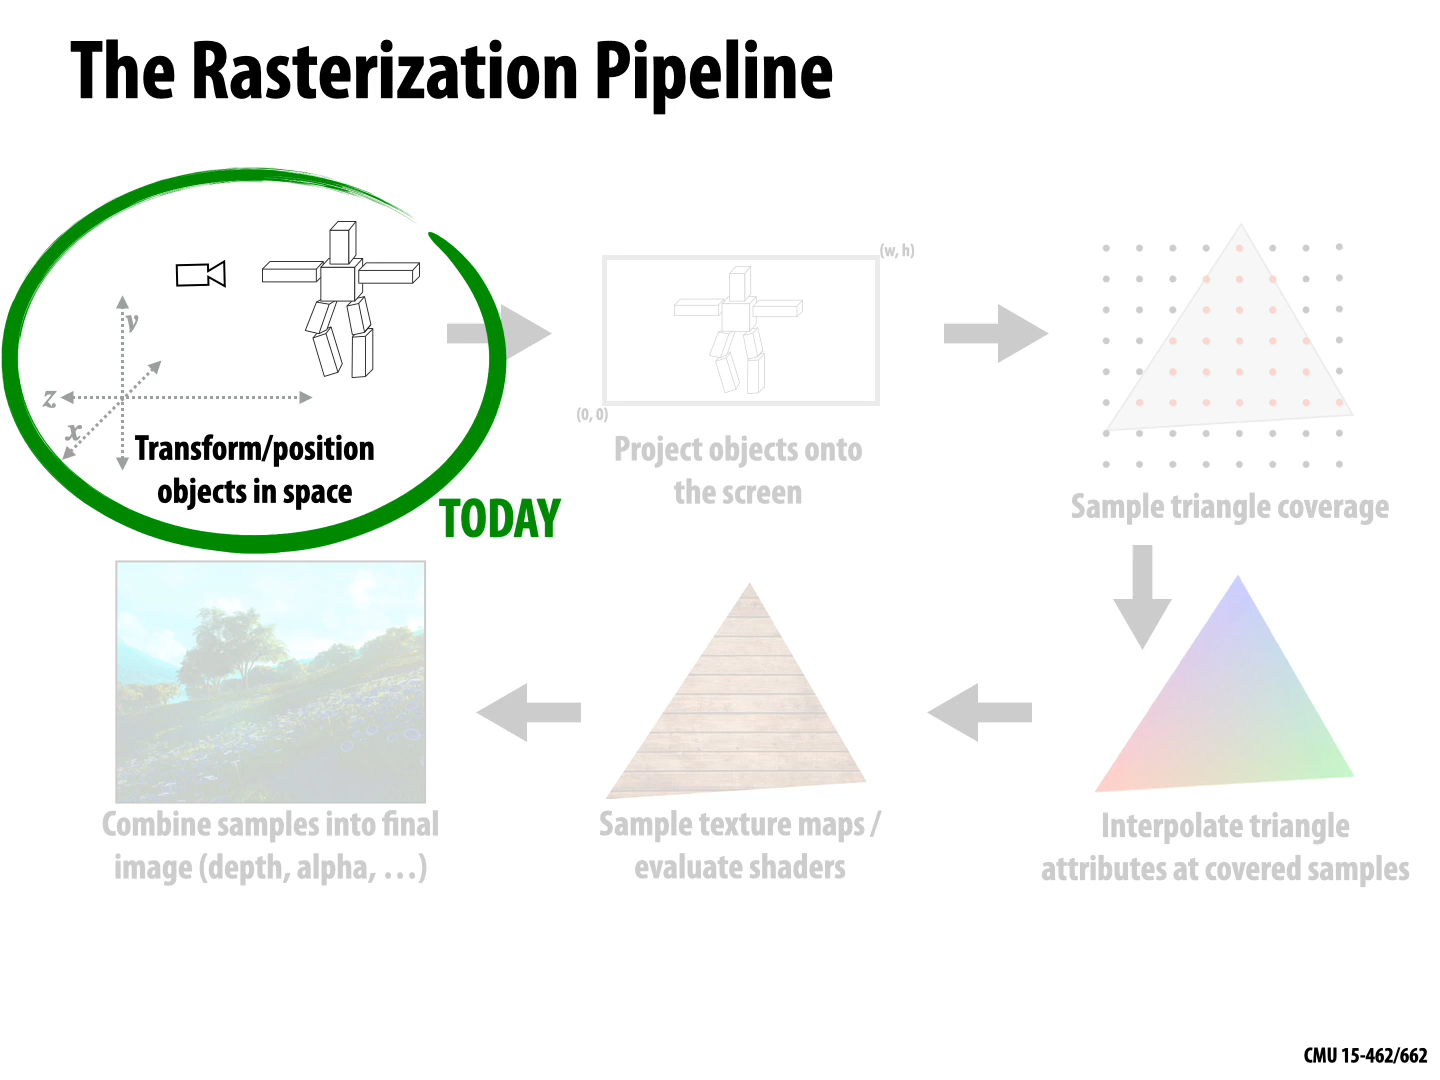 The Rasterization Pipeline
y
z
x
Transform/position
objects in space
TODAY
(w, h)
(0, 0)
Project objects onto
the screen
Sample triangle coverage
Interpolate triangle
attributes at covered samples
Sample texture maps /
evaluate shaders
Combine samples into final
image (depth, alpha, …)
CMU 15-462/662